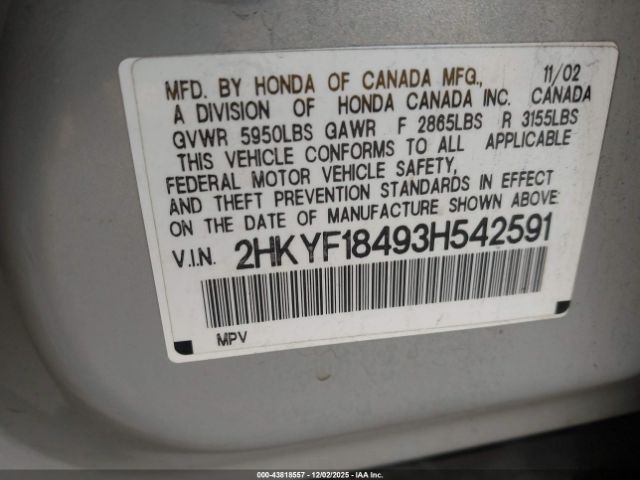 MFD. BY HONDA OF CANADA MFG., 11/02
A DIVISION OF HONDA CANADA INC. CANADA
GVWR 5950LBS GAWR F 2865LBS R 3155LBS
THIS VEHICLE CONFORMS TO ALL APPLICABLE
FEDERAL MOTOR VEHICLE SAFETY,
AND THEFT PREVENTION STANDARDS IN EFFECT
ON THE DATE OF MANUFACTURE SHOWN ABOVE.
V.I.N. 2HKYF18493H542591
MPV
000-43818557 - 12/02/2025 - IAA Inc.